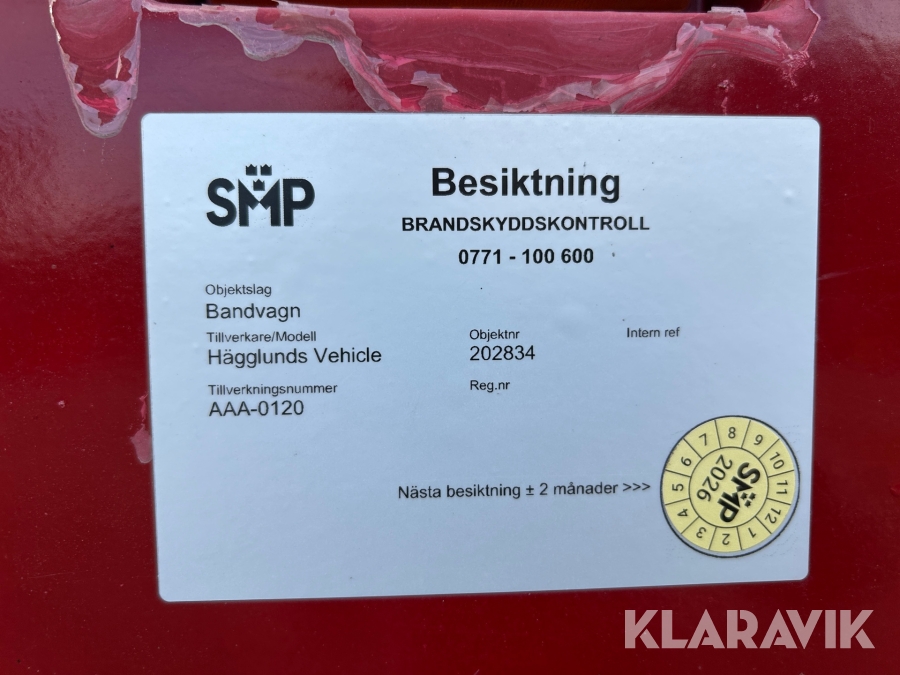 SMP
Besiktning
BRANDSKYDDSKONTROLL
0771 - 100 600
Objektslag
Bandvagn
Tillverkare/Modell
Hägglunds Vehicle
Objektnr
202834
Intern ref
Tillverkningsnummer
AAA-0120
Reg.nr
Nästa besiktning ± 2 månader >>>
1 2 3 4 5 6 7 8 9 10 11 12
SMP
2026
KLARAVIK